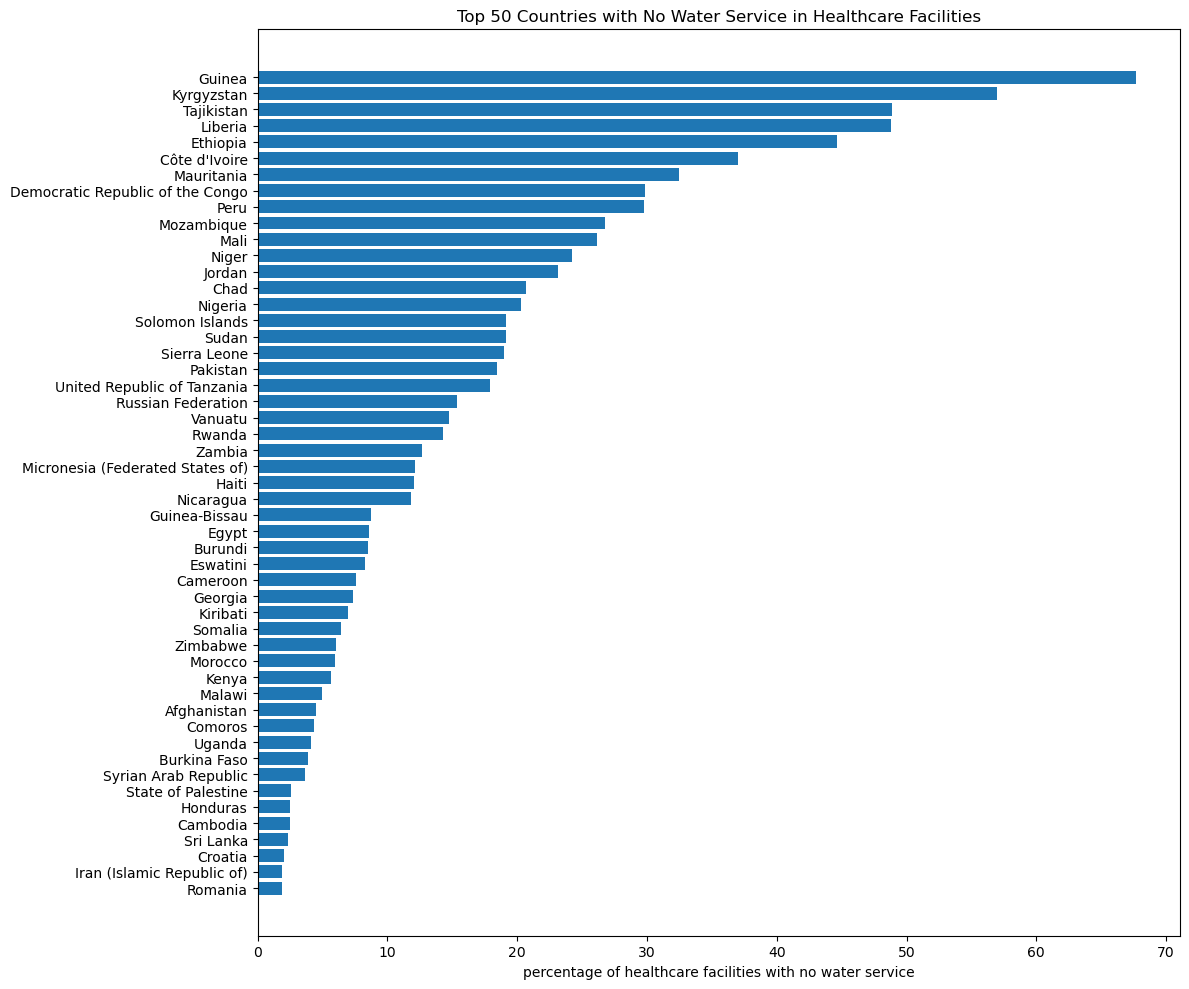 Top 50 Countries with No Water Service in Healthcare Facilities
Guinea
Kyrgyzstan
Tajikistan
Liberia
Ethiopia
Côte d'Ivoire
Mauritania
Democratic Republic of the Congo
Peru
Mozambique
Mali
Niger
Jordan
Chad
Nigeria
Solomon Islands
Sudan
Sierra Leone
Pakistan
United Republic of Tanzania
Russian Federation
Vanuatu
Rwanda
Zambia
Micronesia (Federated States of)
Haiti
Nicaragua
Guinea-Bissau
Egypt
Burundi
Eswatini
Cameroon
Georgia
Kiribati
Somalia
Zimbabwe
Morocco
Kenya
Malawi
Afghanistan
Comoros
Uganda
Burkina Faso
Syrian Arab Republic
State of Palestine
Honduras
Cambodia
Sri Lanka
Croatia
Iran (Islamic Republic of)
Romania
0 10 20 30 40 50 60 70
percentage of healthcare facilities with no water service